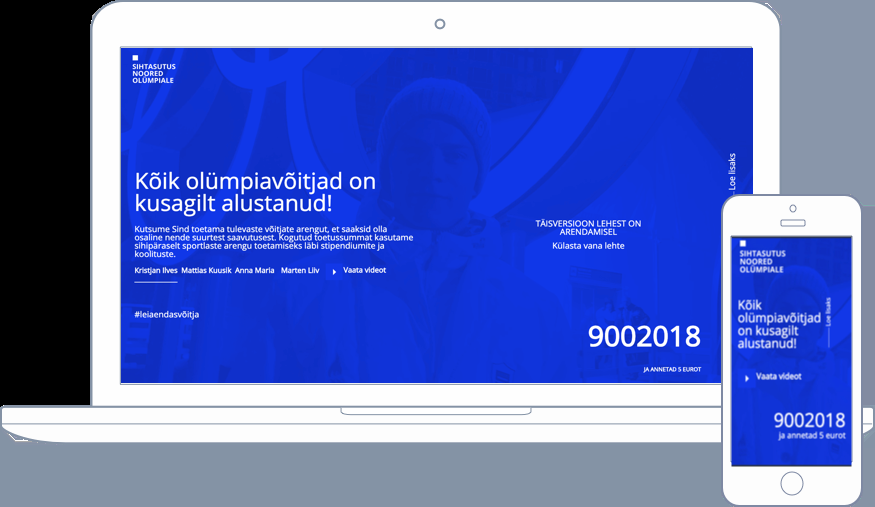 SIHTASUTUS
NOORED
OLÜMPIALE
Kõik olümpiavõitjad on
kusagilt alustanud!
Kutsume Sind toetama tulevaste võitjate arengut, et saaksid olla
osaline nende suurtest saavutusest. Kogutud toetussummat kasutame
sihipäraselt sportlaste arengu toetamiseks läbi stipendiumite ja
koolituste.
Kristjan Ilves Mattias Kuusik Anna Maria Marten Liiv Vaata videot
#leiaendasvõitja
Loe lisaks
TÄISVERSIOON LEHEST ON
ARENDAMISEL
Külasta vana lehte
9002018
JA ANNETAD 5 EUROT
SIHTASUTUS
NOORED
OLÜMPIALE
Kõik
olümpiavõitjad
on kusagilt
alustanud!
Loe lisaks
Vaata videot
9002018
ja annetad 5 eurot